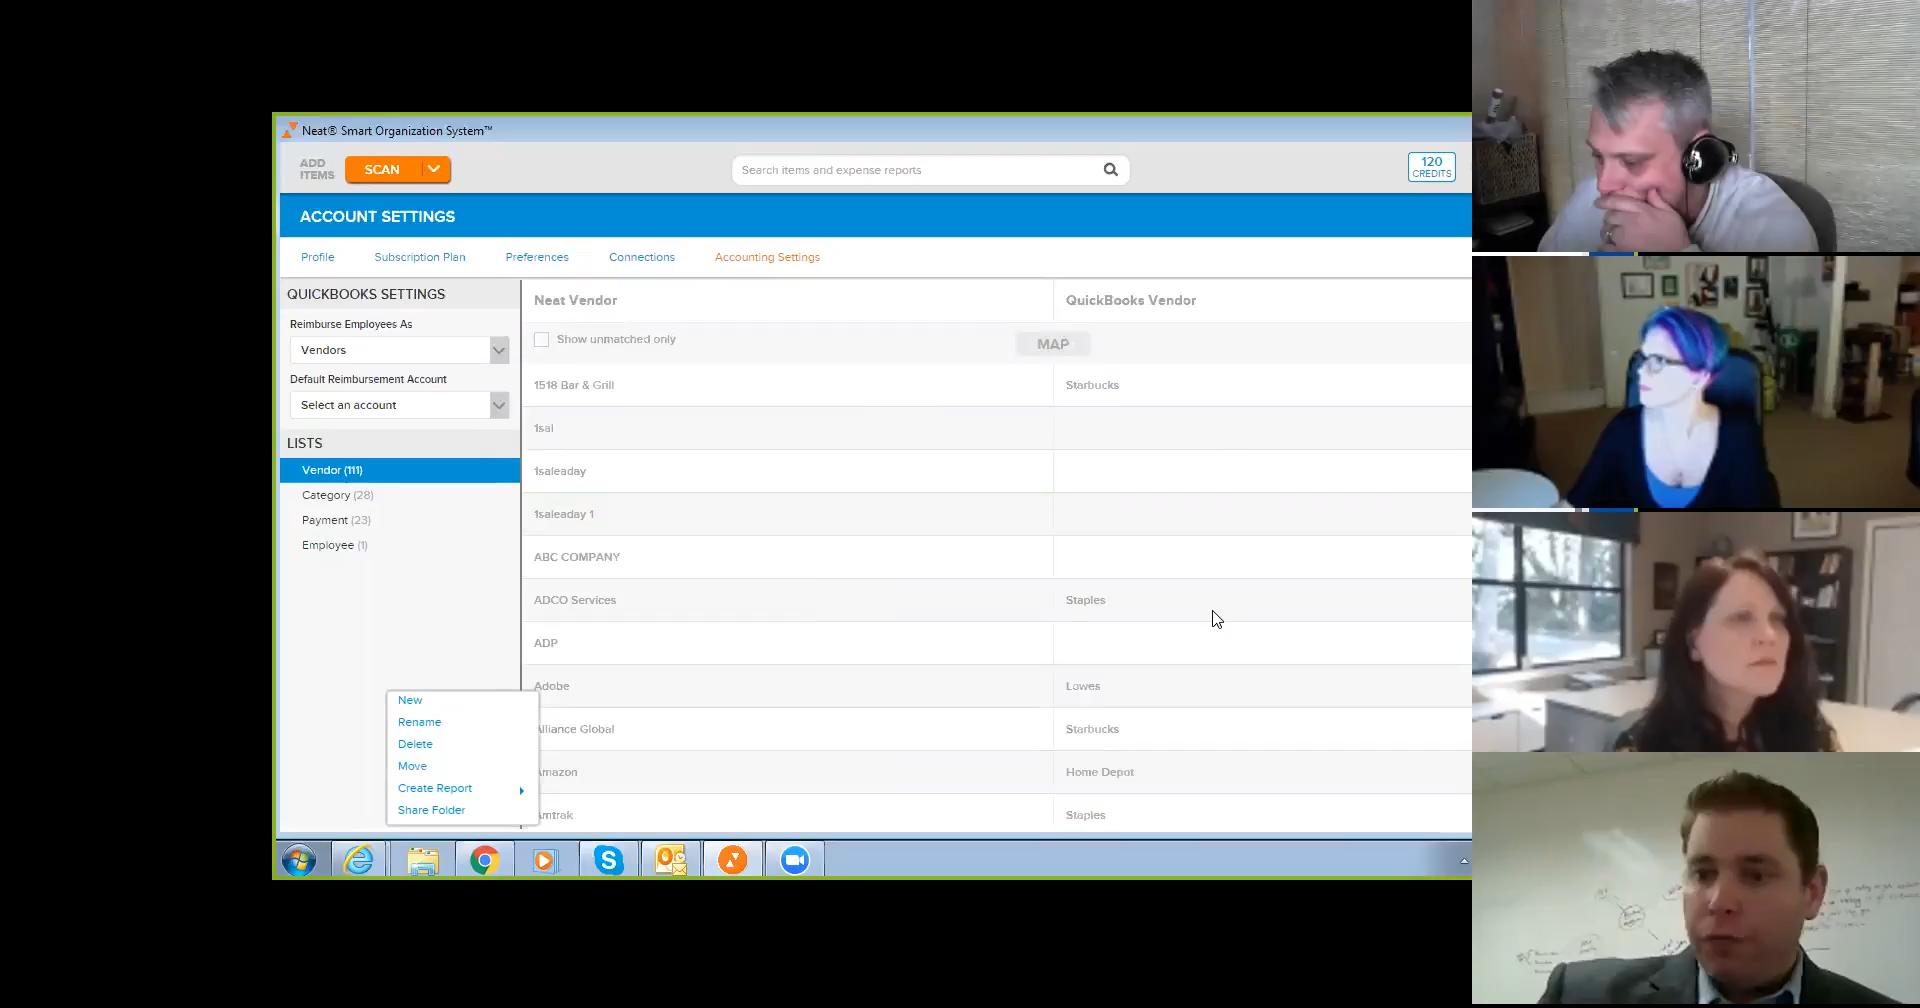 Neat® Smart Organization System™
ADD
ITEMS
SCAN
Search items and expense reports
120
CREDITS
ACCOUNT SETTINGS
Profile
Subscription Plan
Preferences
Connections
Accounting Settings
QUICKBOOKS SETTINGS
Reimburse Employees As
Vendors
Default Reimbursement Account
Select an account
LISTS
Vendor (111)
Category (28)
Payment (23)
Employee (1)
New
Rename
Delete
Move
Create Report
Share Folder
Neat Vendor
QuickBooks Vendor
Show unmatched only
MAP
1518 Bar & Grill
Starbucks
1sal
1saleaday
1saleaday 1
ABC COMPANY
ADCO Services
Staples
ADP
Adobe
Lowes
Alliance Global
Starbucks
Amazon
Home Depot
Amtrak
Staples